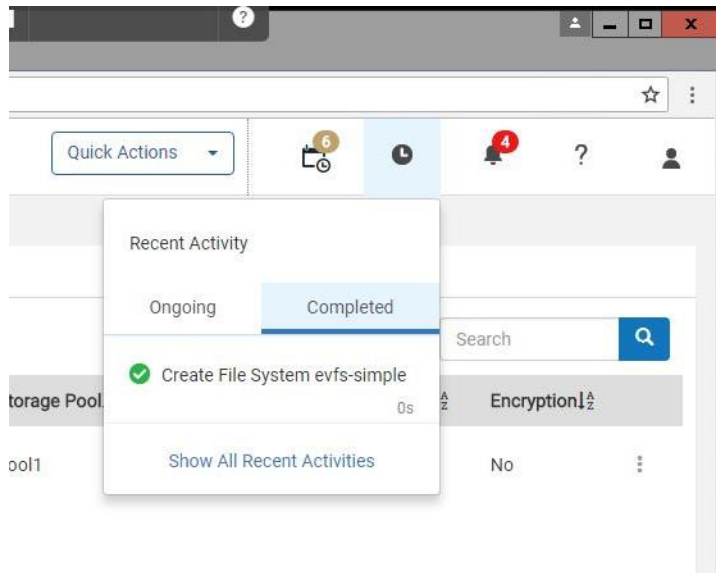 ?
Quick Actions
6
4
?
Recent Activity
Ongoing Completed
Search
Create File System evfs-simple
0s
torage Pool. Encryption
ool1 No
Show All Recent Activities